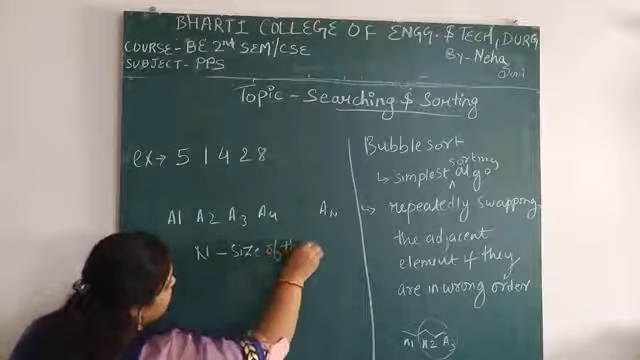 BHARTI COLLEGE OF ENGG. & TECH, DURG
COURSE- BE 2nd SEM/CSE
By- Neha
SUBJECT- PPS
Topic - Searching & Sorting
ex→ 5 1 4 2 8
A1 A2 A3 A4 AN
N - Size of th
Bubble sort
↳ simplest sorting algo
↳ repeatedly swapping
the adjacent
element if they
are in wrong order
A1 A2 A3